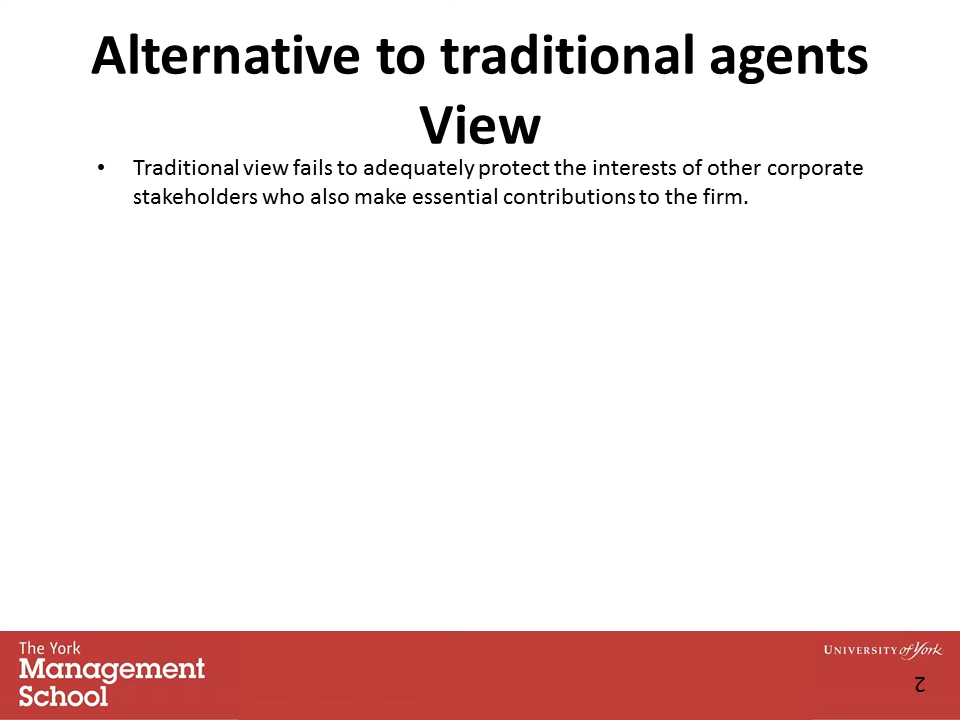 Alternative to traditional agents
View
• Traditional view fails to adequately protect the interests of other corporate
stakeholders who also make essential contributions to the firm.
The York
Management
School
UNIVERSITY of York
2